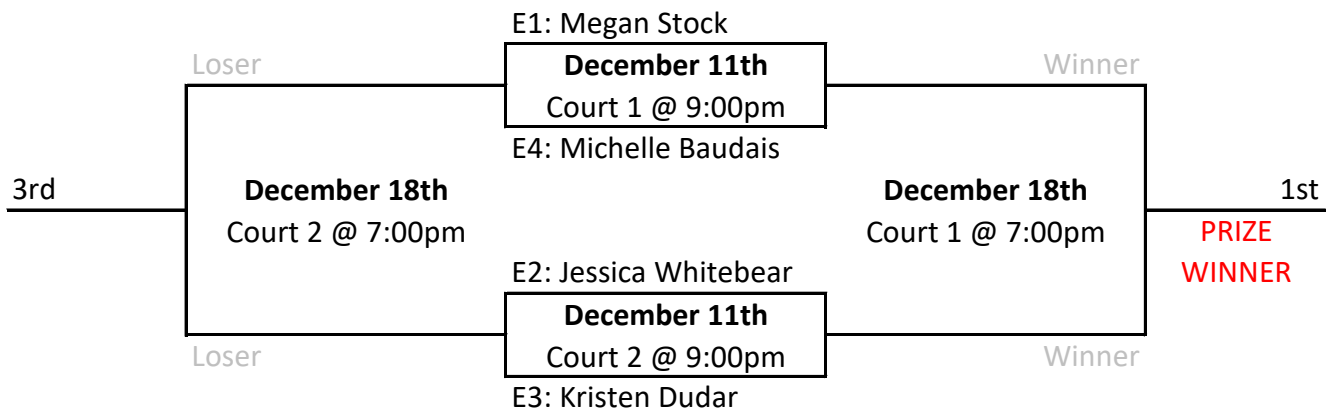 E1: Megan Stock
Loser
December 11th
Winner
Court 1 @ 9:00pm
E4: Michelle Baudais
3rd
December 18th
December 18th
1st
Court 2 @ 7:00pm
Court 1 @ 7:00pm
PRIZE
WINNER
E2: Jessica Whitebear
December 11th
Loser
Court 2 @ 9:00pm
Winner
E3: Kristen Dudar